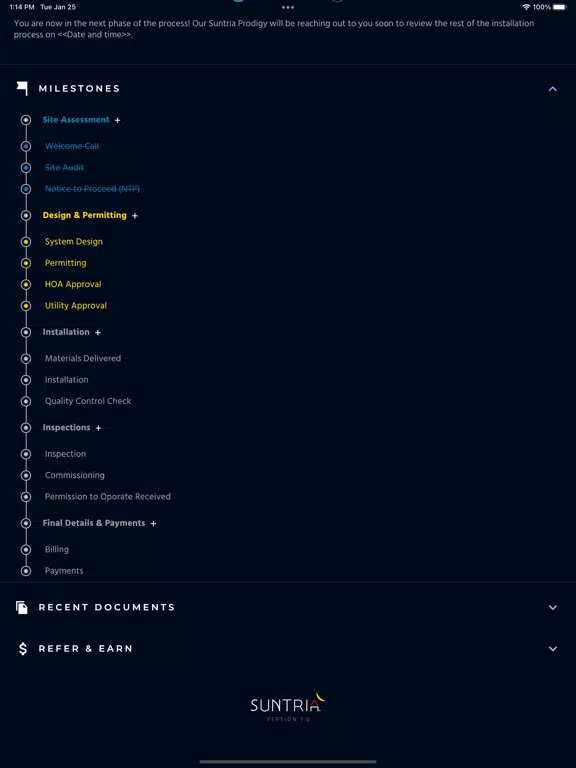 1:14 PM Tue Jan 25
100%
You are now in the next phase of the process! Our Suntria Prodigy will be reaching out to you soon to review the rest of the installation
process on <<Date and time>>.
MILESTONES
Site Assessment +
Welcome Call
Site Audit
Notice to Proceed (NTP)
Design & Permitting +
System Design
Permitting
HOA Approval
Utility Approval
Installation +
Materials Delivered
Installation
Quality Control Check
Inspections +
Inspection
Commissioning
Permission to Oporate Received
Final Details & Payments +
Billing
Payments
RECENT DOCUMENTS
REFER & EARN
SUNTRIA
VERSION 1.0